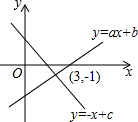 y
y=ax+b
O
(3,-1)
x
y=-x+c